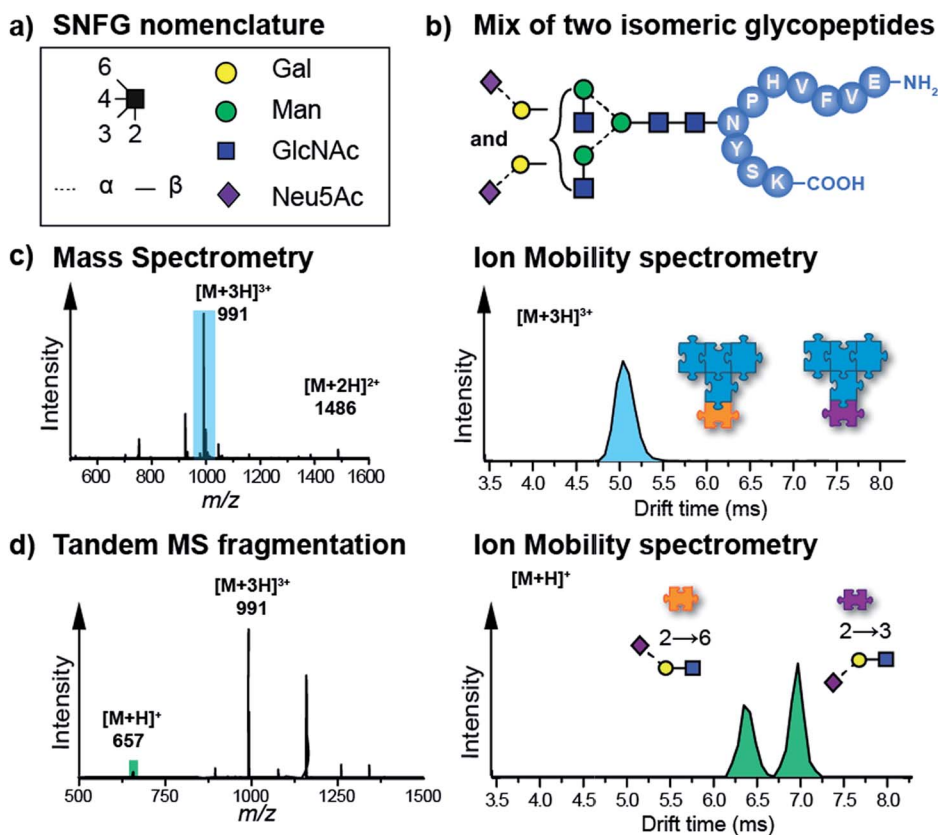 a) SNFG nomenclature
6
4
3 2
α β
Gal
Man
GlcNAc
Neu5Ac
b) Mix of two isomeric glycopeptides
and
N P H V F V E NH2
Y S K COOH
c) Mass Spectrometry
Intensity
[M+3H]3+
991
[M+2H]2+
1486
600 800 1000 1200 1400 1600
m/z
Ion Mobility spectrometry
Intensity
[M+3H]3+
3.5 4.0 4.5 5.0 5.5 6.0 6.5 7.0 7.5 8.0
Drift time (ms)
d) Tandem MS fragmentation
Intensity
[M+3H]3+
991
[M+H]+
657
500 750 1000 1250 1500
m/z
Ion Mobility spectrometry
Intensity
[M+H]+
2→6
2→3
3.5 4.0 4.5 5.0 5.5 6.0 6.5 7.0 7.5 8.0
Drift time (ms)